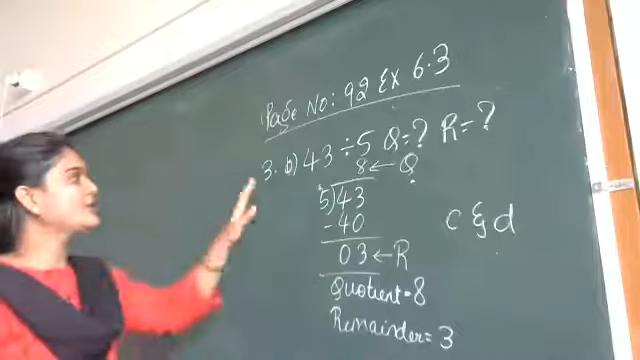 Page No: 92 Ex 6.3
3. b) 43 ÷ 5 Q=? R=?
8 ← Q
5)43
- 40
03 ← R
c & d
Quotient = 8
Remainder = 3